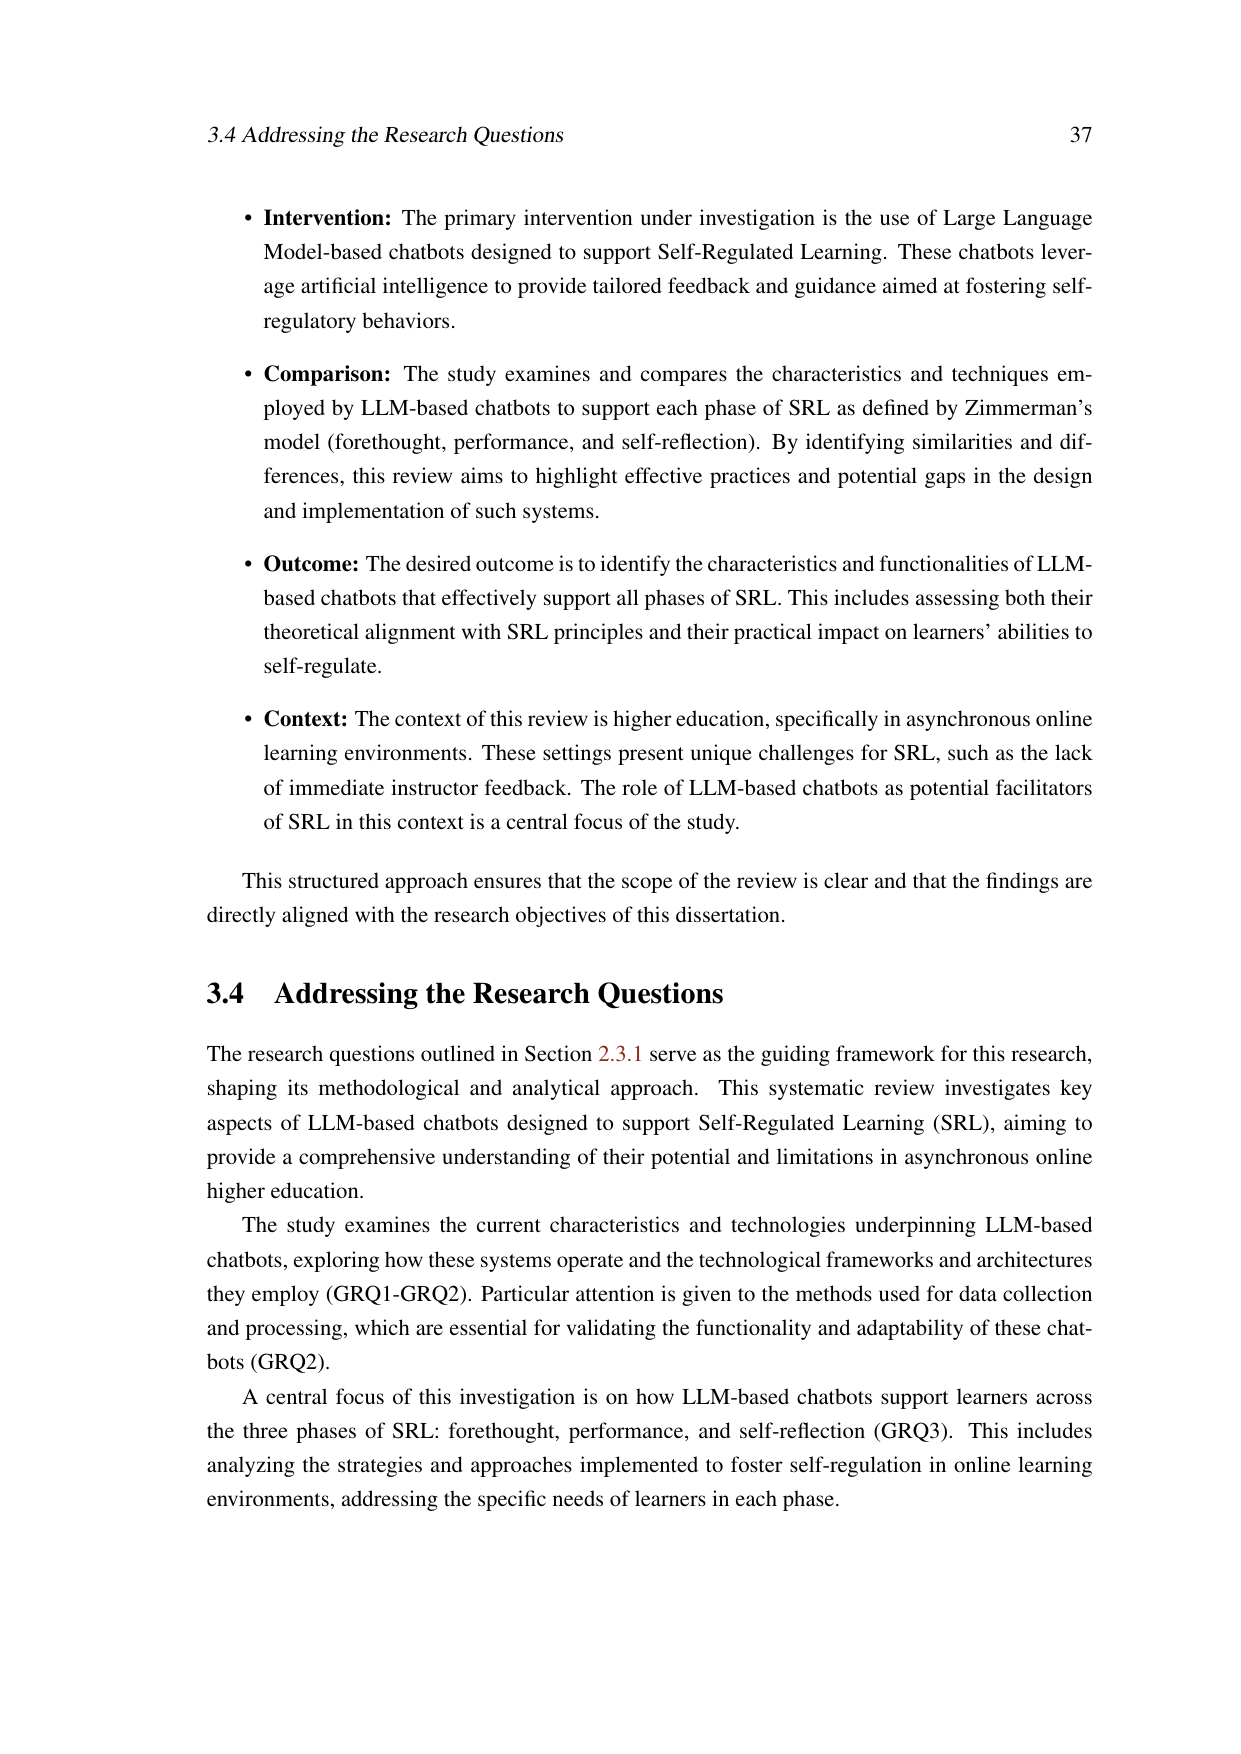 3.4 Addressing the Research Questions 37
• Intervention: The primary intervention under investigation is the use of Large Language
Model-based chatbots designed to support Self-Regulated Learning. These chatbots lever-
age artificial intelligence to provide tailored feedback and guidance aimed at fostering self-
regulatory behaviors.
• Comparison: The study examines and compares the characteristics and techniques em-
ployed by LLM-based chatbots to support each phase of SRL as defined by Zimmerman's
model (forethought, performance, and self-reflection). By identifying similarities and dif-
ferences, this review aims to highlight effective practices and potential gaps in the design
and implementation of such systems.
• Outcome: The desired outcome is to identify the characteristics and functionalities of LLM-
based chatbots that effectively support all phases of SRL. This includes assessing both their
theoretical alignment with SRL principles and their practical impact on learners' abilities to
self-regulate.
• Context: The context of this review is higher education, specifically in asynchronous online
learning environments. These settings present unique challenges for SRL, such as the lack
of immediate instructor feedback. The role of LLM-based chatbots as potential facilitators
of SRL in this context is a central focus of the study.
This structured approach ensures that the scope of the review is clear and that the findings are
directly aligned with the research objectives of this dissertation.
3.4 Addressing the Research Questions
The research questions outlined in Section 2.3.1 serve as the guiding framework for this research,
shaping its methodological and analytical approach. This systematic review investigates key
aspects of LLM-based chatbots designed to support Self-Regulated Learning (SRL), aiming to
provide a comprehensive understanding of their potential and limitations in asynchronous online
higher education.
The study examines the current characteristics and technologies underpinning LLM-based
chatbots, exploring how these systems operate and the technological frameworks and architectures
they employ (GRQ1-GRQ2). Particular attention is given to the methods used for data collection
and processing, which are essential for validating the functionality and adaptability of these chat-
bots (GRQ2).
A central focus of this investigation is on how LLM-based chatbots support learners across
the three phases of SRL: forethought, performance, and self-reflection (GRQ3). This includes
analyzing the strategies and approaches implemented to foster self-regulation in online learning
environments, addressing the specific needs of learners in each phase.